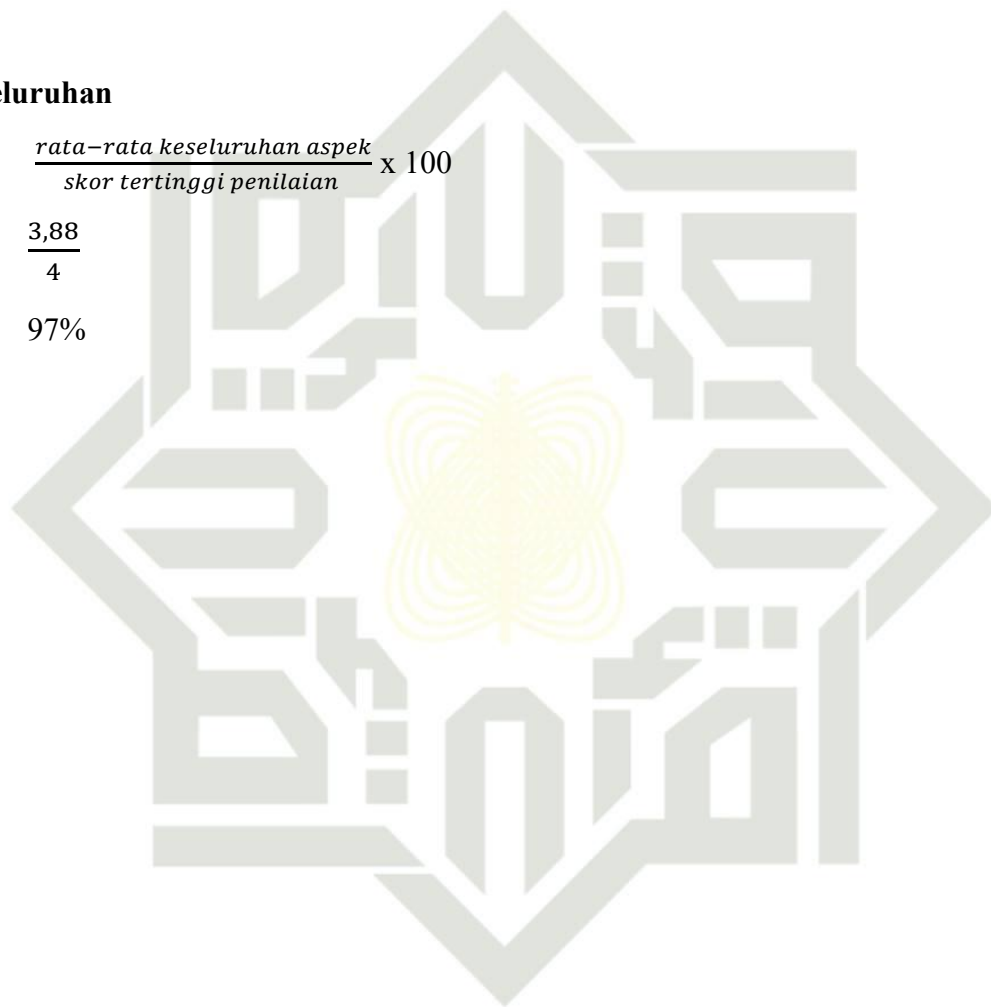 eluruhan
rata−rata keseluruhan aspek
skor tertinggi penilaian
x 100
3,88
4
97%